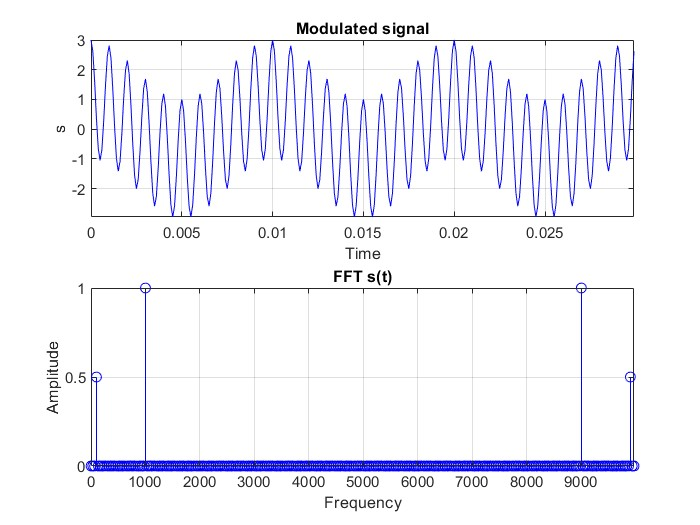 Modulated signal
3
2
1
0
-1
-2
s
0 0.005 0.01 0.015 0.02 0.025
Time
FFT s(t)
1
0.5
0
Amplitude
0 1000 2000 3000 4000 5000 6000 7000 8000 9000
Frequency